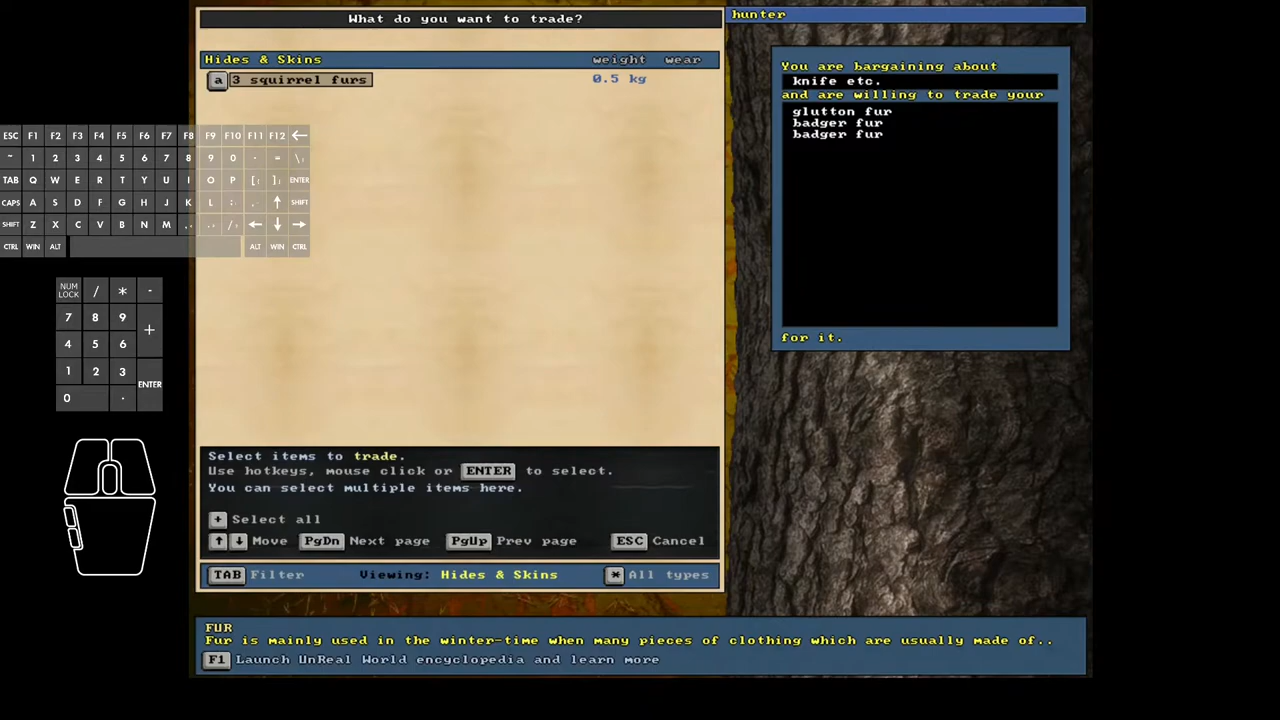 What do you want to trade?
hunter
Hides & Skins weight wear
a 3 squirrel furs 0.5 kg
You are bargaining about
knife etc.
and are willing to trade your
glutton fur
badger fur
badger fur
for it.
ESC F1 F2 F3 F4 F5 F6 F7 F8 F9 F10 F11 F12 ←
~ 1 2 3 4 5 6 7 8 9 0 - = \
TAB Q W E R T Y U I O P [ ] ENTER
CAPS A S D F G H J K L ; ↑ SHIFT
SHIFT Z X C V B N M , . / ← ↓ →
CTRL WIN ALT ALT WIN CTRL
NUM LOCK / * -
7 8 9 +
4 5 6
1 2 3 ENTER
0 .
Select items to trade.
Use hotkeys, mouse click or ENTER to select.
You can select multiple items here.
+ Select all
↑ ↓ Move PgDn Next page PgUp Prev page ESC Cancel
TAB Filter Viewing: Hides & Skins * All types
FUR
Fur is mainly used in the winter-time when many pieces of clothing which are usually made of..
F1 Launch UnReal World encyclopedia and learn more